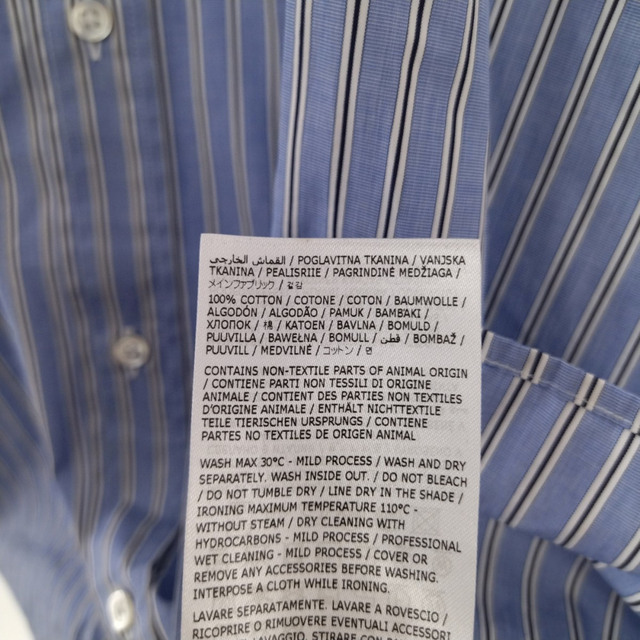 القماش الخارجي / POGLAVITNA TKANINA / VANJSKA
TKANINA / PEALISRIIE / PAGRINDINĖ MEDŽIAGA /
メインファブリック / 겉감
100% COTTON / COTONE / COTON / BAUMWOLLE /
ALGODÓN / ALGODÃO / PAMUK / ΒΑΜΒΑΚΙ /
ХЛОПОК / 棉 / KATOEN / BAVLNA / BOMULD /
PUUVILLA / BAWEŁNA / BOMULL / قطن / BOMBAŽ /
PUUVILL / MEDVILNĖ / コットン / 면
CONTAINS NON-TEXTILE PARTS OF ANIMAL ORIGIN
/ CONTIENE PARTI NON TESSILI DI ORIGINE
ANIMALE / CONTIENT DES PARTIES NON TEXTILES
D'ORIGINE ANIMALE / ENTHÄLT NICHTTEXTILE
TEILE TIERISCHEN URSPRUNGS / CONTIENE
PARTES NO TEXTILES DE ORIGEN ANIMAL
WASH MAX 30°C - MILD PROCESS / WASH AND DRY
SEPARATELY. WASH INSIDE OUT. / DO NOT BLEACH
/ DO NOT TUMBLE DRY / LINE DRY IN THE SHADE /
IRONING MAXIMUM TEMPERATURE 110°C -
WITHOUT STEAM / DRY CLEANING WITH
HYDROCARBONS - MILD PROCESS / PROFESSIONAL
WET CLEANING - MILD PROCESS / COVER OR
REMOVE ANY ACCESSORIES BEFORE WASHING.
INTERPOSE A CLOTH WHILE IRONING.
LAVARE SEPARATAMENTE. LAVARE A ROVESCIO /
RICOPRIRE O RIMUOVERE EVENTUALI ACCESSORI
LAVAGGIO. STIRARE CON